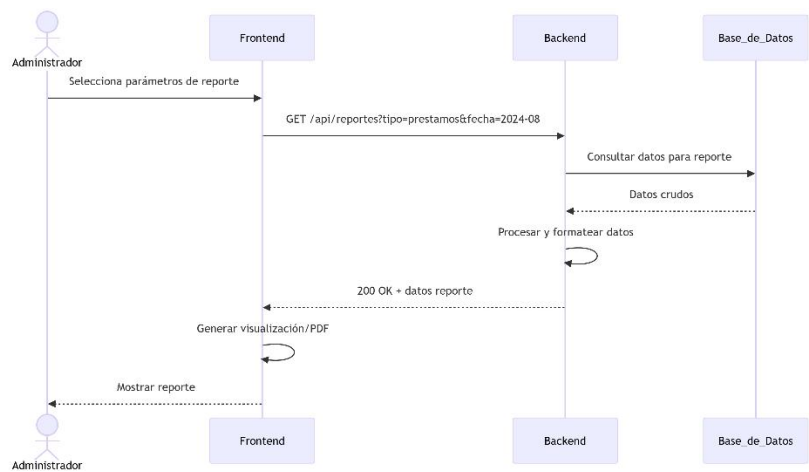 Administrador
Frontend
Backend
Base_de_Datos
Selecciona parámetros de reporte
GET /api/reportes?tipo=prestamos&fecha=2024-08
Consultar datos para reporte
Datos crudos
Procesar y formatear datos
200 OK + datos reporte
Generar visualización/PDF
Mostrar reporte
Administrador
Frontend
Backend
Base_de_Datos